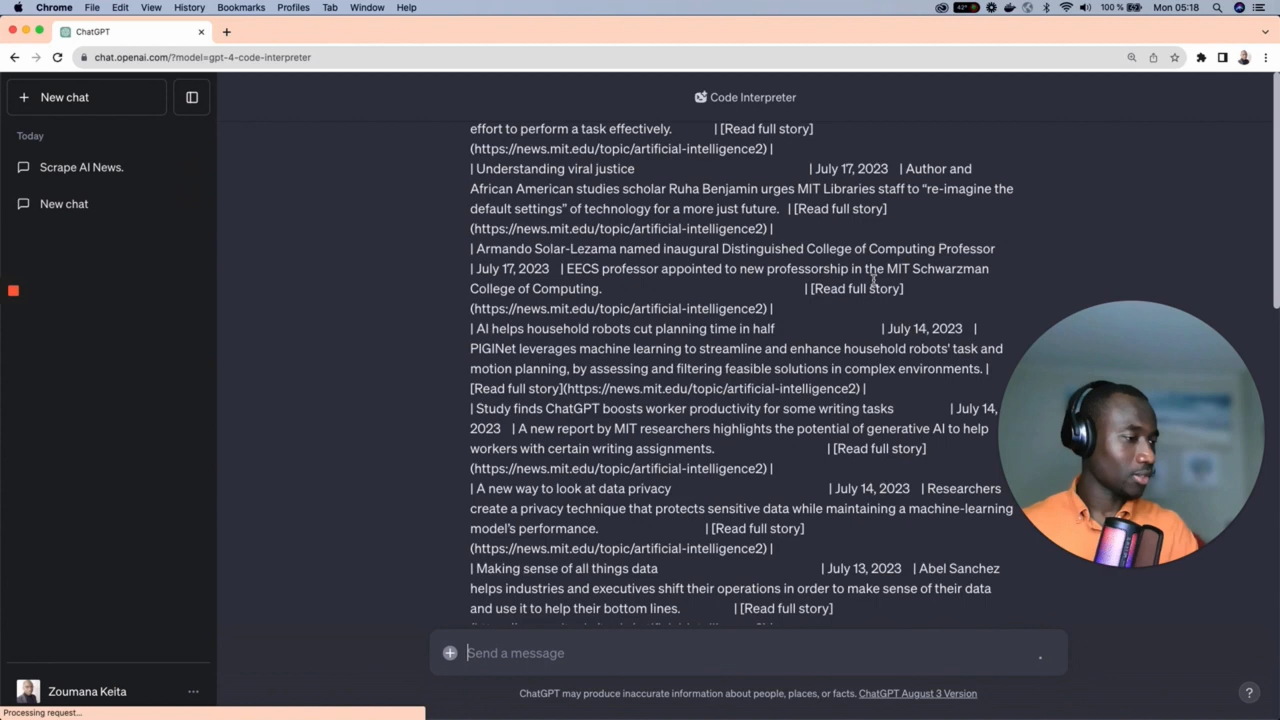 Chrome File Edit View History Bookmarks Profiles Tab Window Help 42° 100 % Mon 05:18
ChatGPT
chat.openai.com/?model=gpt-4-code-interpreter
New chat
Today
Scrape AI News.
New chat
Zoumana Keita
Processing request...
Code Interpreter
effort to perform a task effectively. | [Read full story]
(https://news.mit.edu/topic/artificial-intelligence2) |
| Understanding viral justice | July 17, 2023 | Author and
African American studies scholar Ruha Benjamin urges MIT Libraries staff to “re-imagine the
default settings” of technology for a more just future. | [Read full story]
(https://news.mit.edu/topic/artificial-intelligence2) |
| Armando Solar-Lezama named inaugural Distinguished College of Computing Professor
| July 17, 2023 | EECS professor appointed to new professorship in the MIT Schwarzman
College of Computing. | [Read full story]
(https://news.mit.edu/topic/artificial-intelligence2) |
| AI helps household robots cut planning time in half | July 14, 2023 |
PIGINet leverages machine learning to streamline and enhance household robots' task and
motion planning, by assessing and filtering feasible solutions in complex environments. |
[Read full story](https://news.mit.edu/topic/artificial-intelligence2) |
| Study finds ChatGPT boosts worker productivity for some writing tasks | July 14,
2023 | A new report by MIT researchers highlights the potential of generative AI to help
workers with certain writing assignments. | [Read full story]
(https://news.mit.edu/topic/artificial-intelligence2) |
| A new way to look at data privacy | July 14, 2023 | Researchers
create a privacy technique that protects sensitive data while maintaining a machine-learning
model’s performance. | [Read full story]
(https://news.mit.edu/topic/artificial-intelligence2) |
| Making sense of all things data | July 13, 2023 | Abel Sanchez
helps industries and executives shift their operations in order to make sense of their data
and use it to help their bottom lines. | [Read full story]
Send a message
ChatGPT may produce inaccurate information about people, places, or facts. ChatGPT August 3 Version